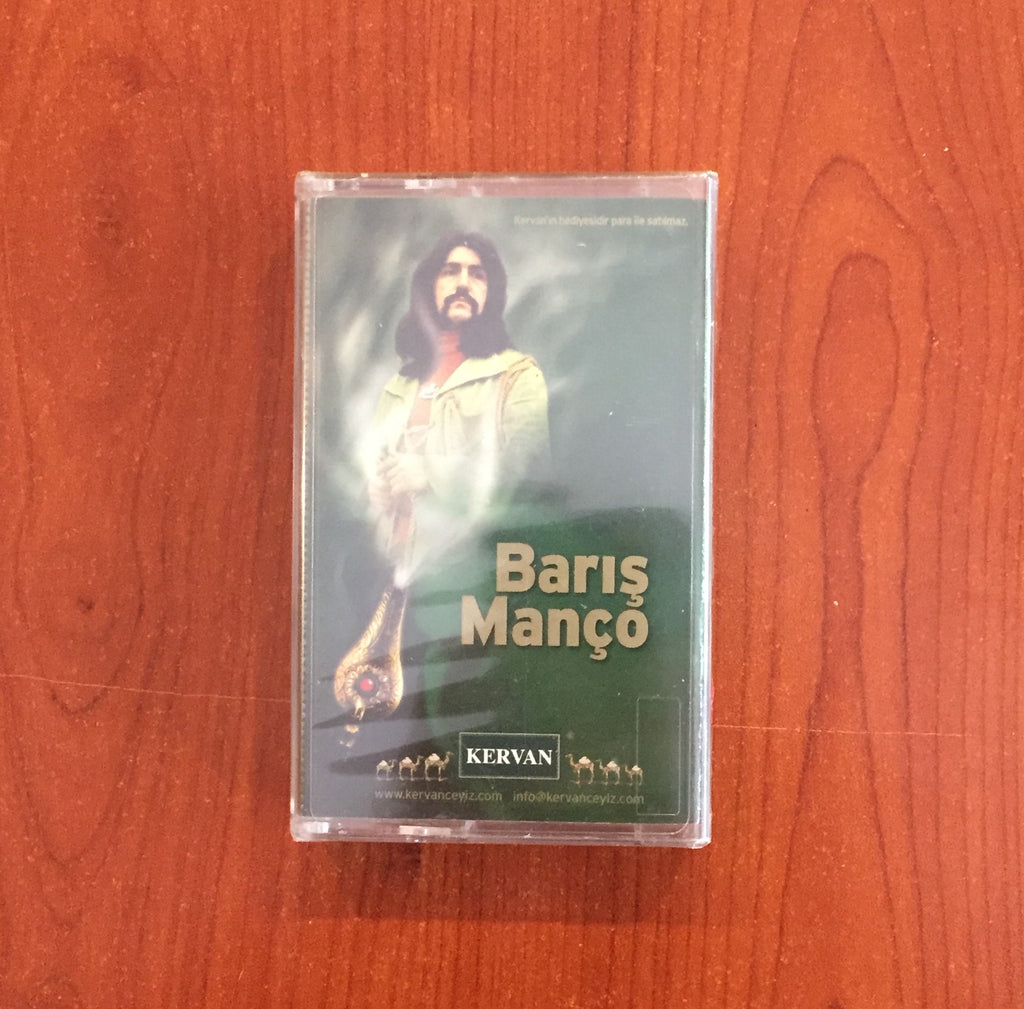 Kervan'ın hediyesidir para ile satılmaz.
Barış
Manço
KERVAN
www.kervanceyiz.com info@kervanceyiz.com